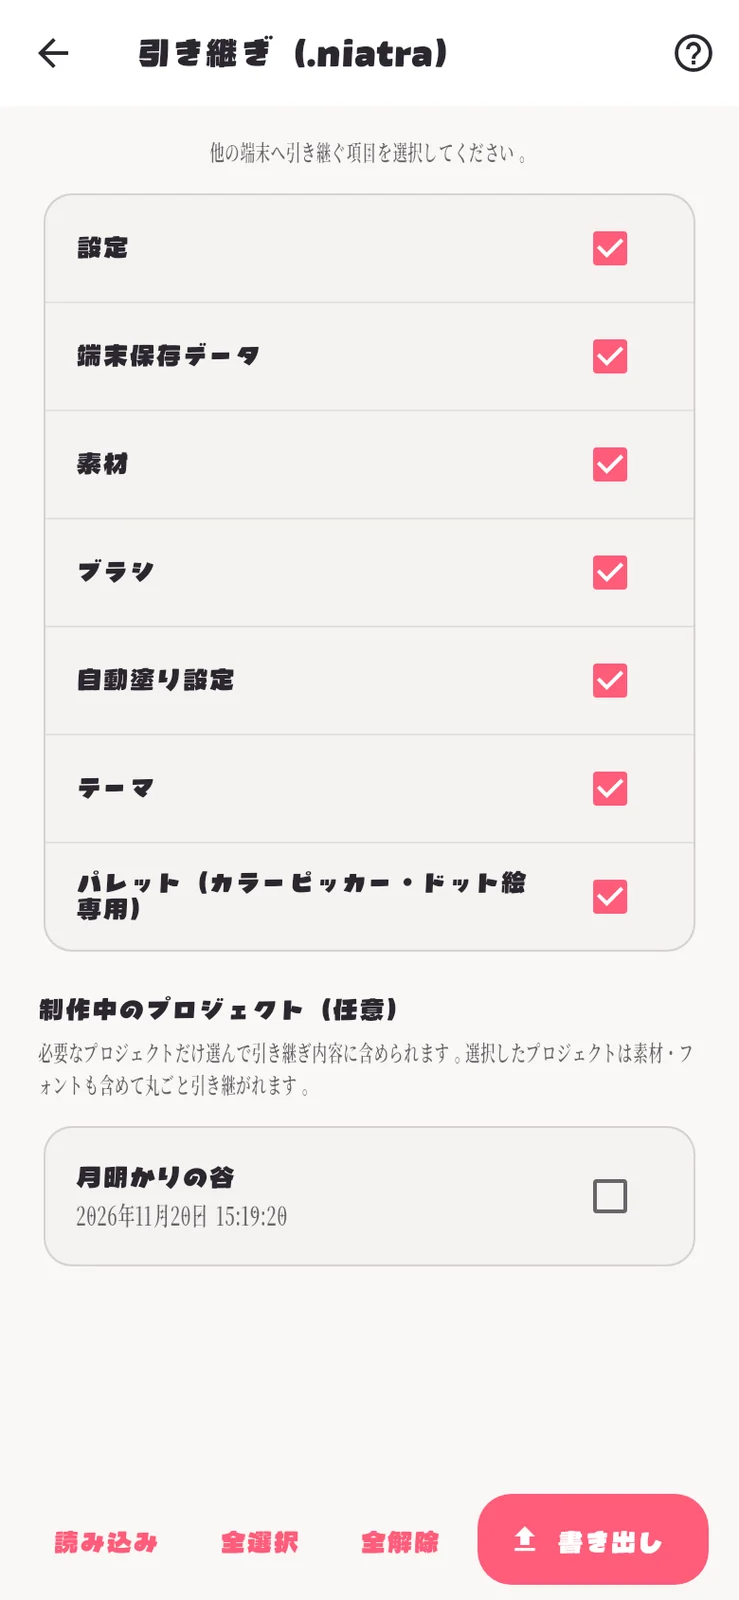 引き継ぎ（.niatra）
他の端末へ引き継ぐ項目を選択してください。
設定
端末保存データ
素材
ブラシ
自動塗り設定
テーマ
パレット（カラーピッカー・ドット絵
専用）
制作中のプロジェクト（任意）
必要なプロジェクトだけ選んで引き継ぎ内容に含められます。選択したプロジェクトは素材・フ
ォントも含めて丸ごと引き継がれます。
月明かりの谷
2026年11月20日 15:19:20
読み込み
全選択
全解除
書き出し